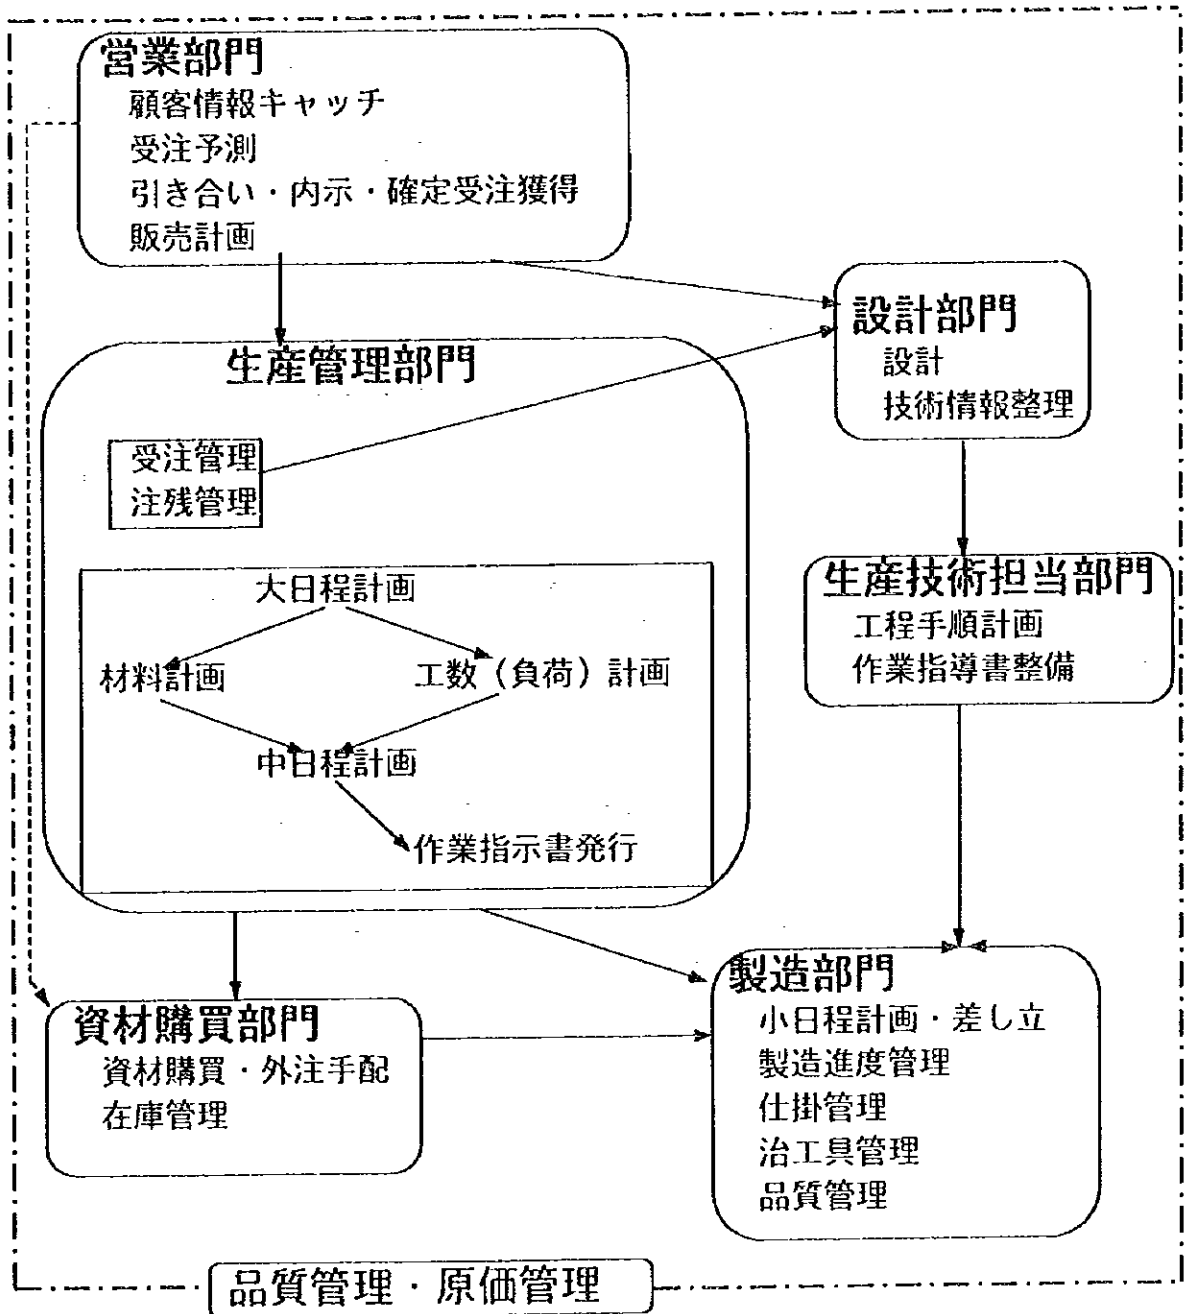 営業部門
顧客情報キャッチ
受注予測
引き合い・内示・確定受注獲得
販売計画
設計部門
設計
技術情報整理
生産管理部門
受注管理
注残管理
大日程計画
材料計画
工数（負荷）計画
中日程計画
作業指示書発行
生産技術担当部門
工程手順計画
作業指導書整備
資材購買部門
資材購買・外注手配
在庫管理
製造部門
小日程計画・差し立
製造進度管理
仕掛管理
治工具管理
品質管理
品質管理・原価管理